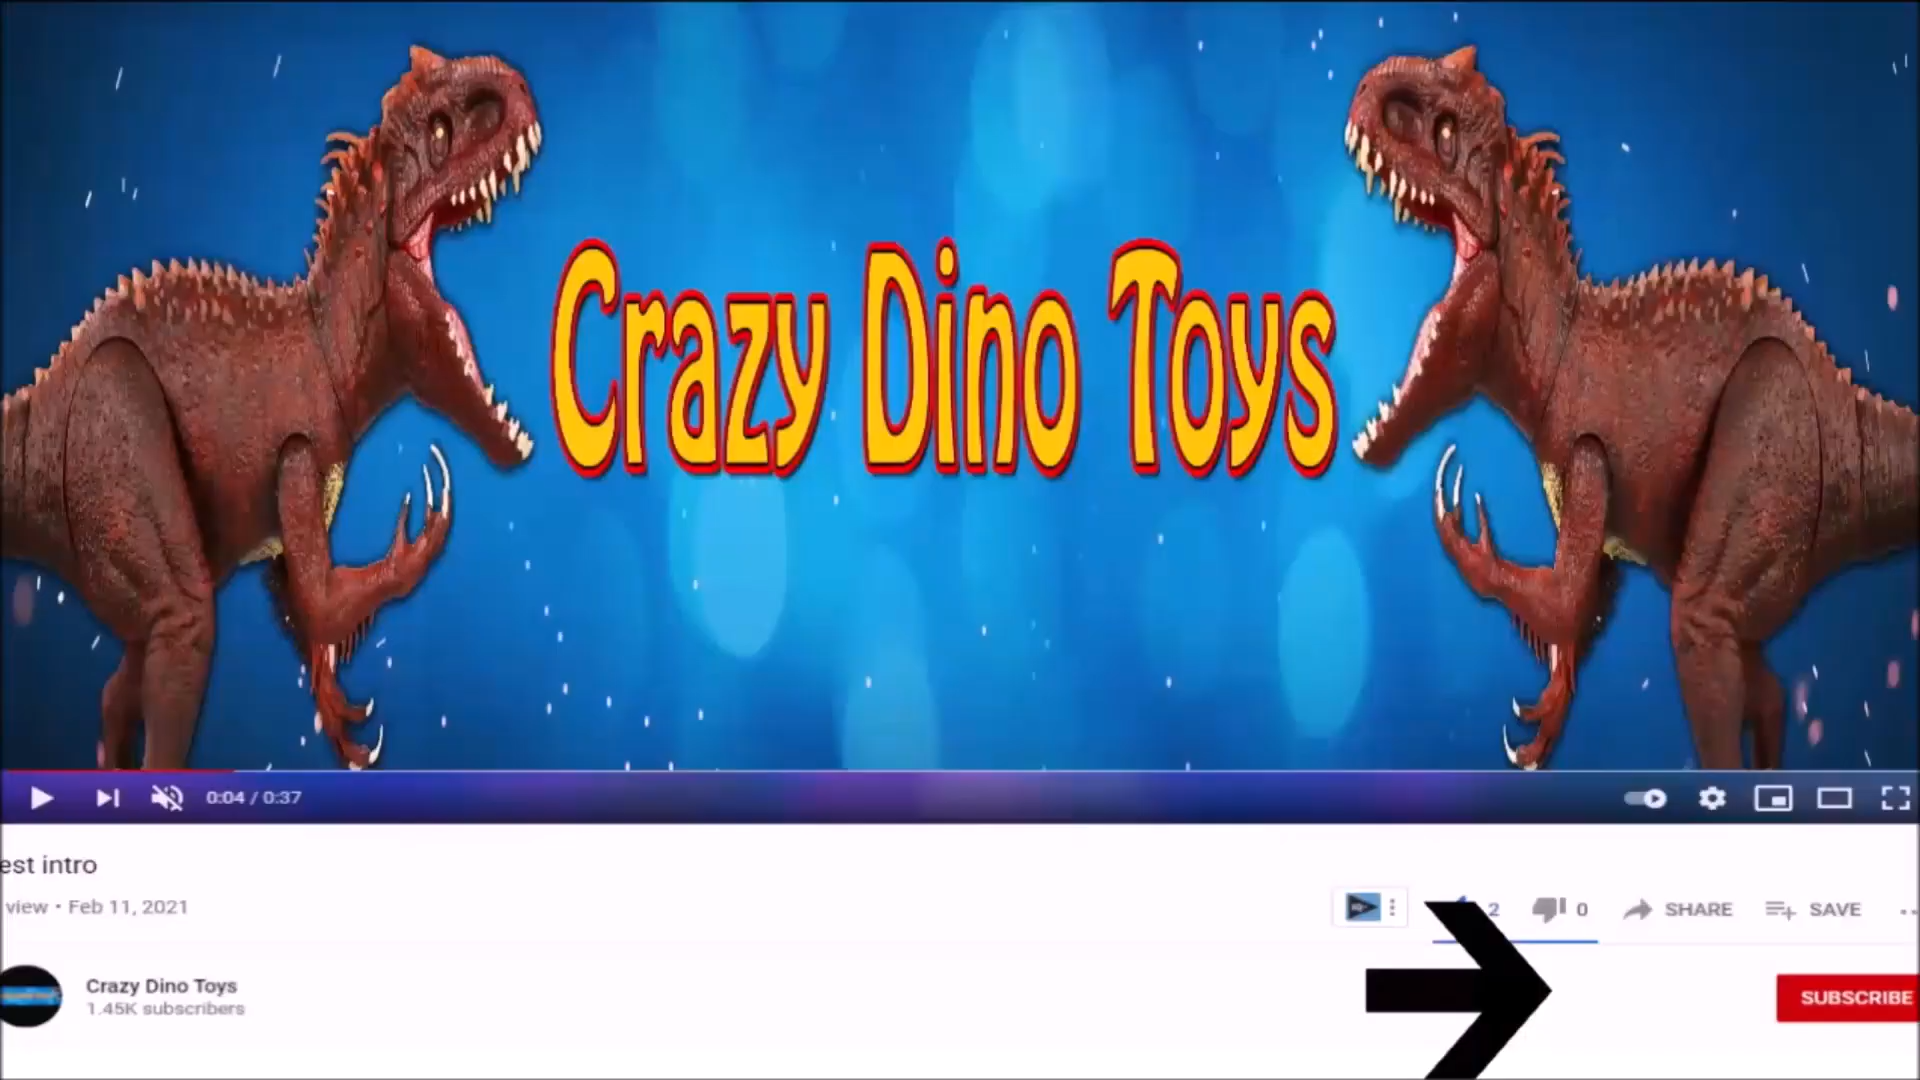 Crazy Dino Toys
0:04 / 0:37
est intro
view • Feb 11, 2021
2 0 SHARE SAVE
Crazy Dino Toys
1.45K subscribers
SUBSCRIBE